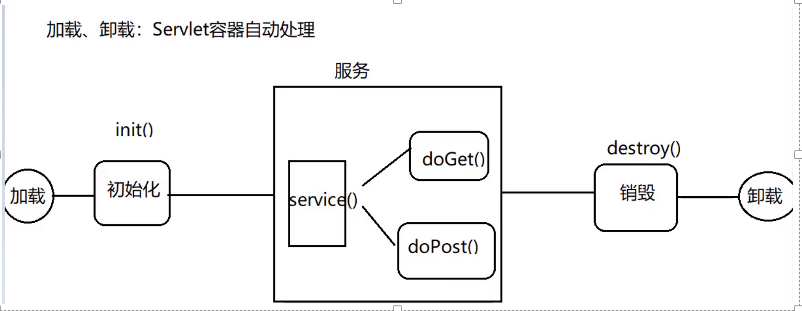 加载、卸载：Servlet容器自动处理
服务
init()
destroy()
加载
初始化
service()
doGet()
doPost()
销毁
卸载